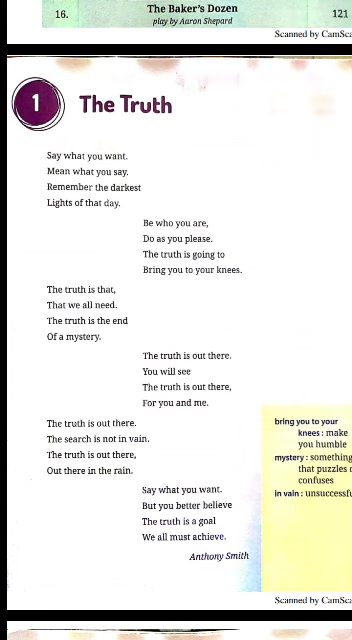 16.
The Baker's Dozen
play by Aaron Shepard
121
Scanned by CamSca
1
The Truth
Say what you want.
Mean what you say.
Remember the darkest
Lights of that day.
Be who you are,
Do as you please.
The truth is going to
Bring you to your knees.
The truth is that,
That we all need.
The truth is the end
Of a mystery.
The truth is out there.
You will see
The truth is out there,
For you and me.
The truth is out there.
The search is not in vain.
The truth is out there,
Out there in the rain.
Say what you want.
But you better believe
The truth is a goal
We all must achieve.
Anthony Smith
bring you to your
knees : make
you humble
mystery : something
that puzzles
confuses
in vain : unsuccessfu
Scanned by CamSca